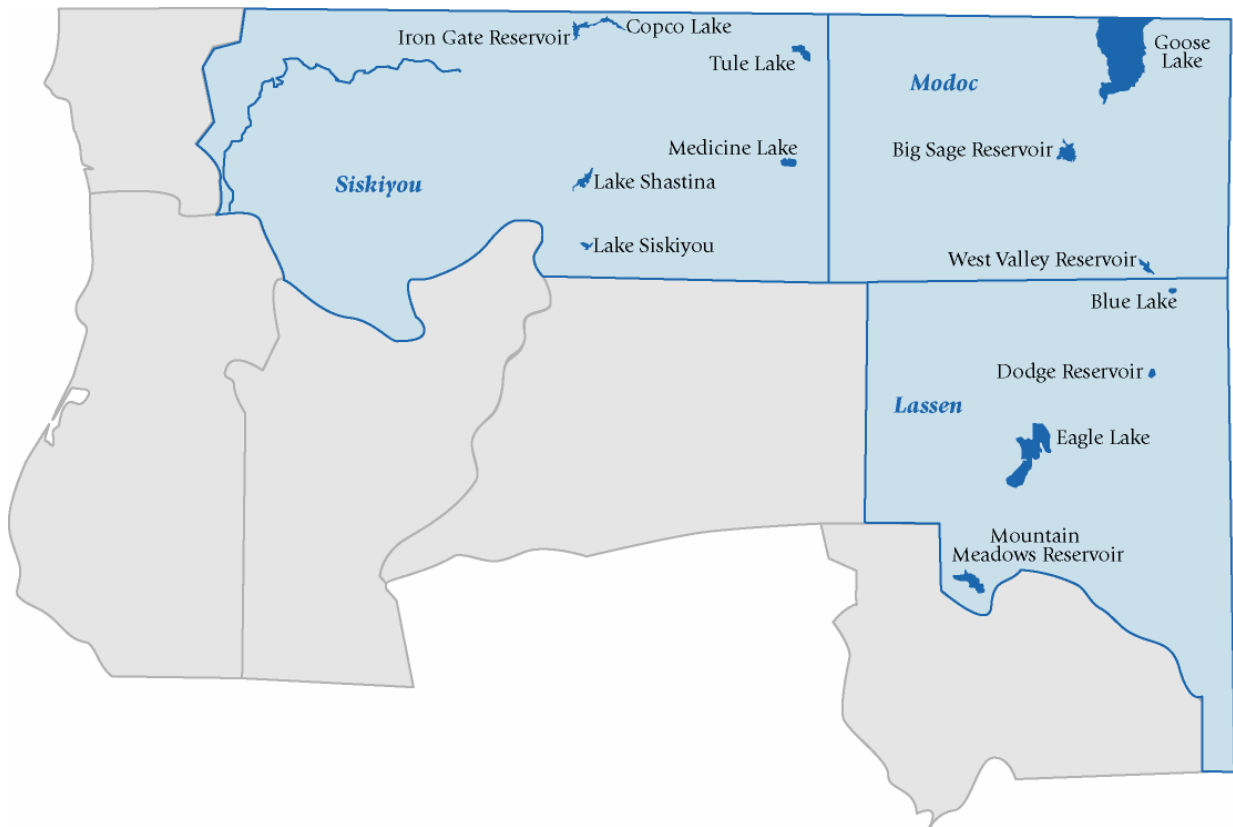 Copco Lake
Iron Gate Reservoir
Goose
Lake
Tule Lake
Modoc
Medicine Lake
Big Sage Reservoir
Siskiyou
Lake Shastina
Lake Siskiyou
West Valley Reservoir
Blue Lake
Dodge Reservoir
Lassen
Eagle Lake
Mountain
Meadows Reservoir